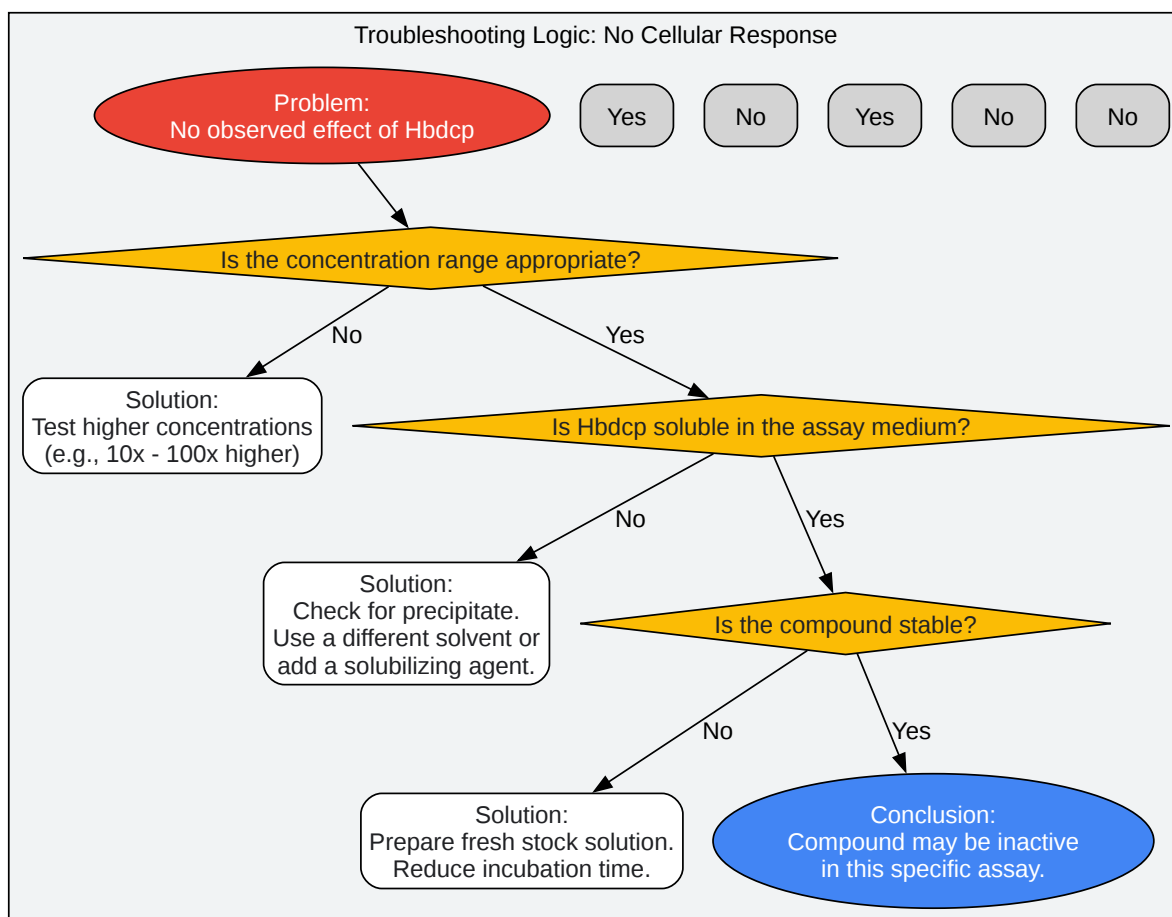 Troubleshooting Logic: No Cellular Response
Problem:
No observed effect of Hbdcp
Yes
No
Yes
No
No
Is the concentration range appropriate?
No
Yes
Solution:
Test higher concentrations
(e.g., 10x - 100x higher)
Is Hbdcp soluble in the assay medium?
No
Yes
Solution:
Check for precipitate.
Use a different solvent or
add a solubilizing agent.
Is the compound stable?
No
Yes
Solution:
Prepare fresh stock solution.
Reduce incubation time.
Conclusion:
Compound may be inactive
in this specific assay.